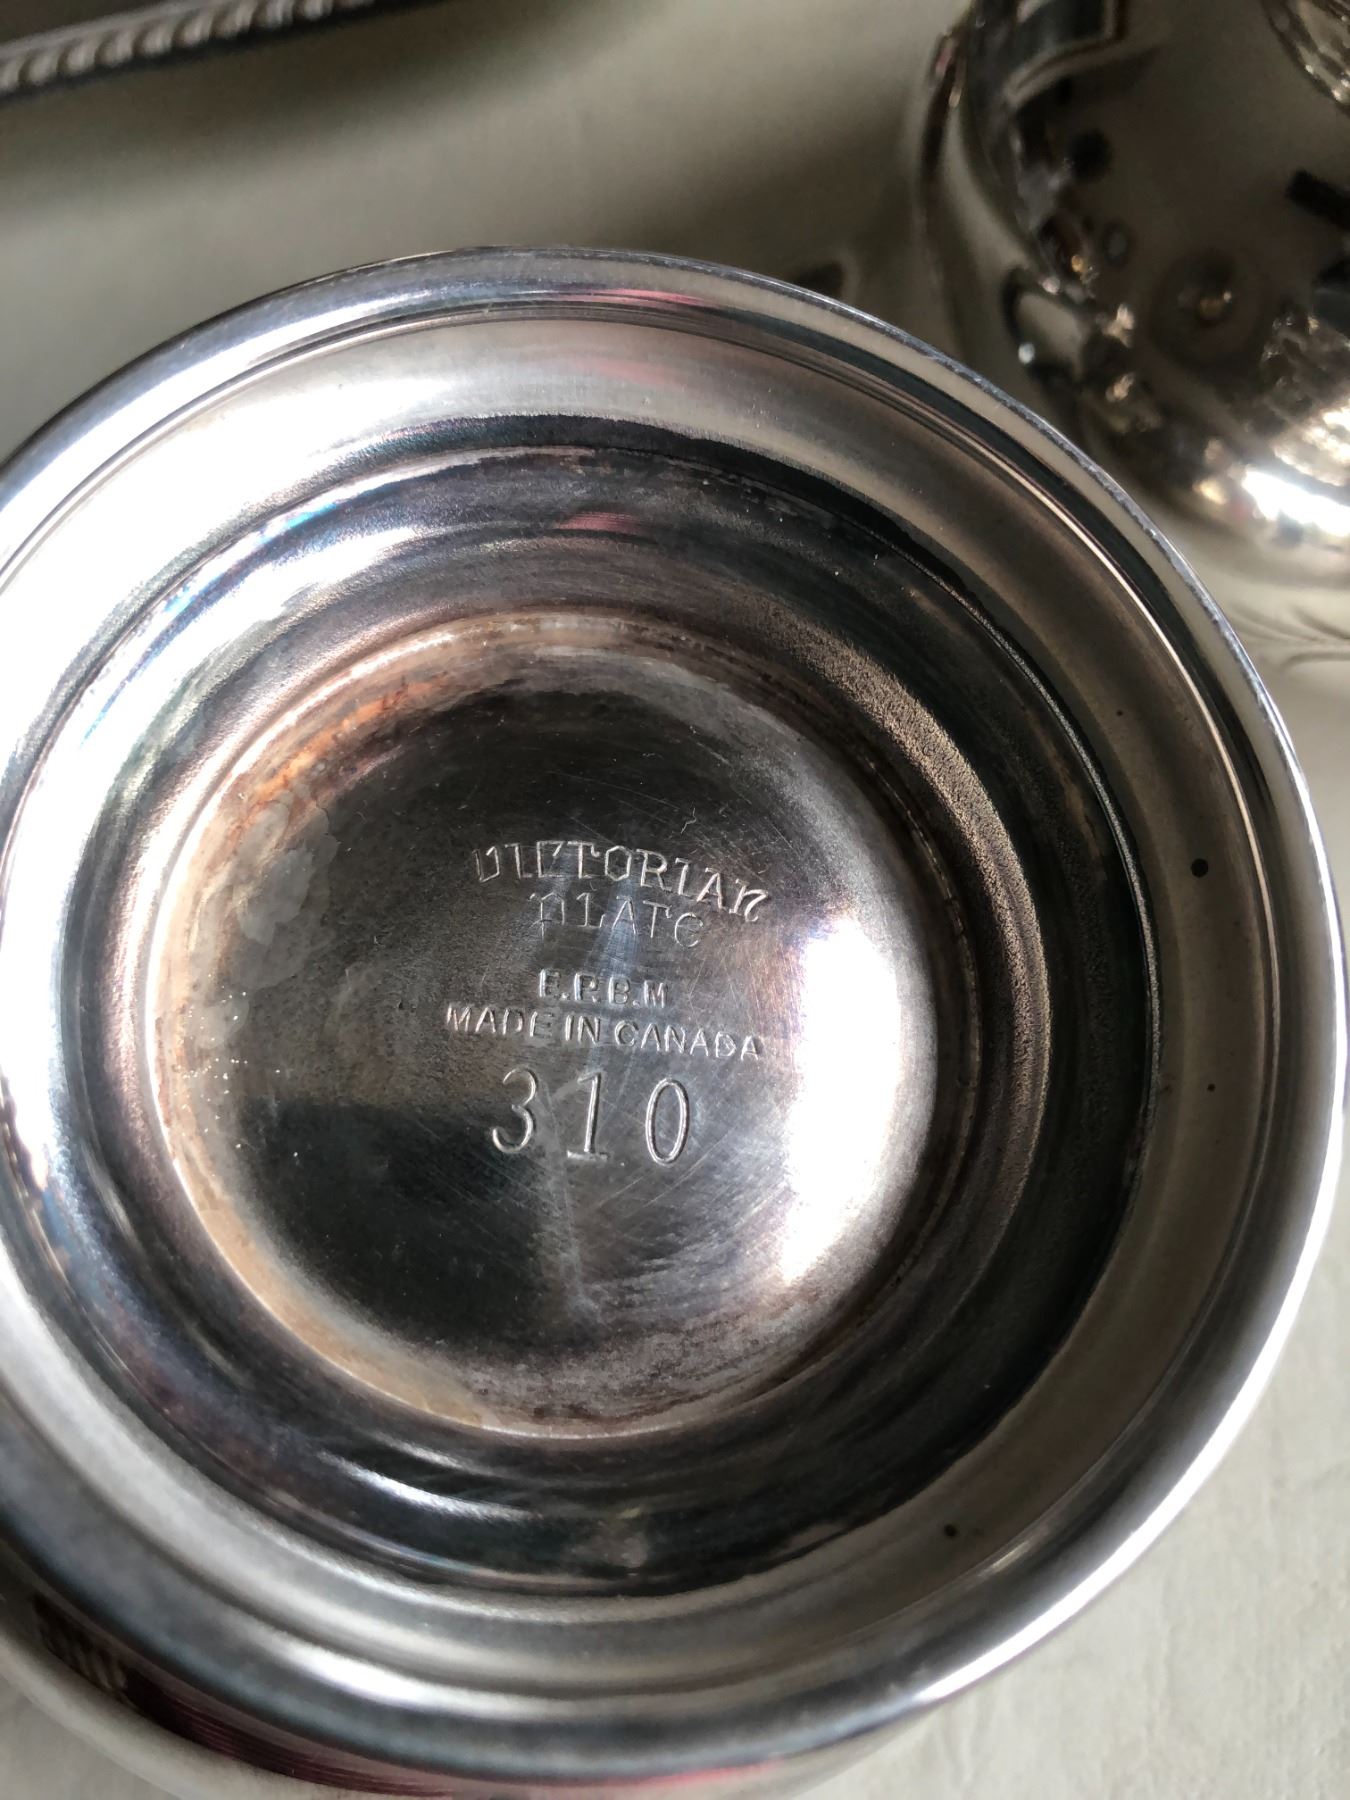 VICTORIAN
PLATE
E.P.B.M
MADE IN CANADA
310